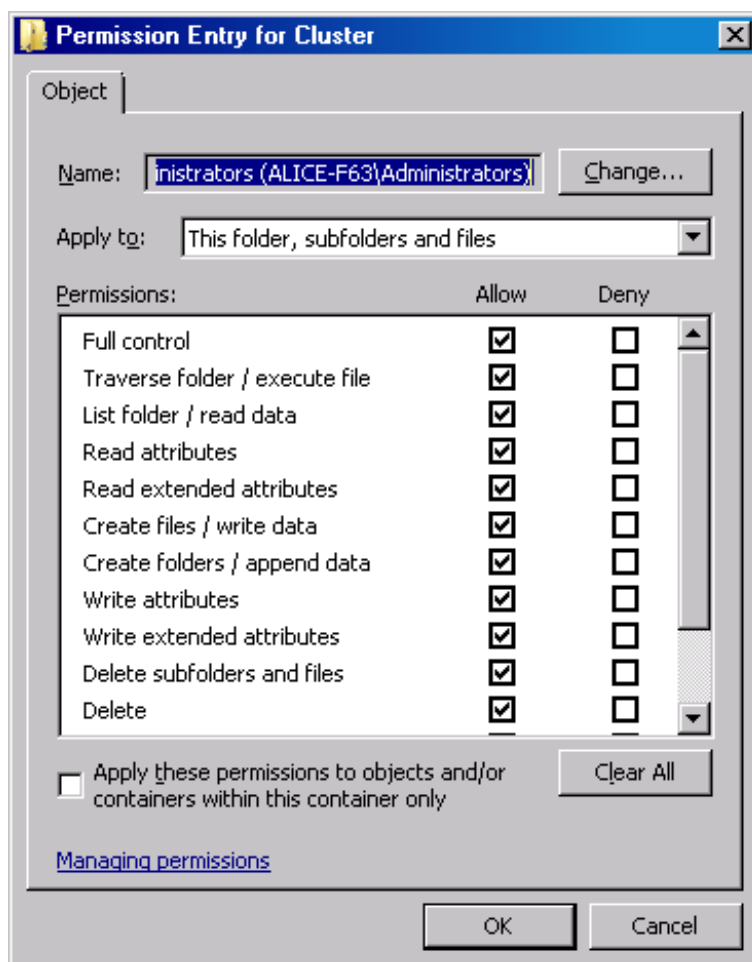 Permission Entry for Cluster
Object
Name: inistrators (ALICE-F63\Administrators) Change...
Apply to: This folder, subfolders and files
Permissions: Allow Deny
Full control
Traverse folder / execute file
List folder / read data
Read attributes
Read extended attributes
Create files / write data
Create folders / append data
Write attributes
Write extended attributes
Delete subfolders and files
Delete
Apply these permissions to objects and/or Clear All
containers within this container only
Managing permissions
OK Cancel